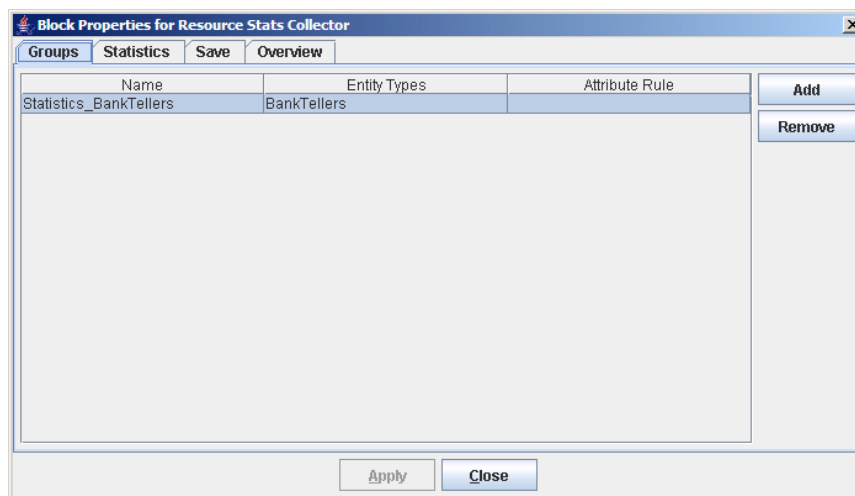 Block Properties for Resource Stats Collector
Groups Statistics Save Overview
Name Entity Types Attribute Rule
Statistics_BankTellers BankTellers
Add
Remove
Apply Close